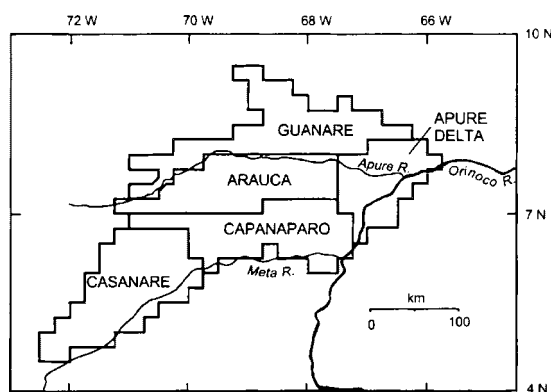 72 W 70 W 68 W 66 W
10 N
GUANARE
APURE
DELTA
Apure R.
Orinoco R.
ARAUCA
7 N
CAPANAPARO
CASANARE
Meta R.
km
0 100
4 N